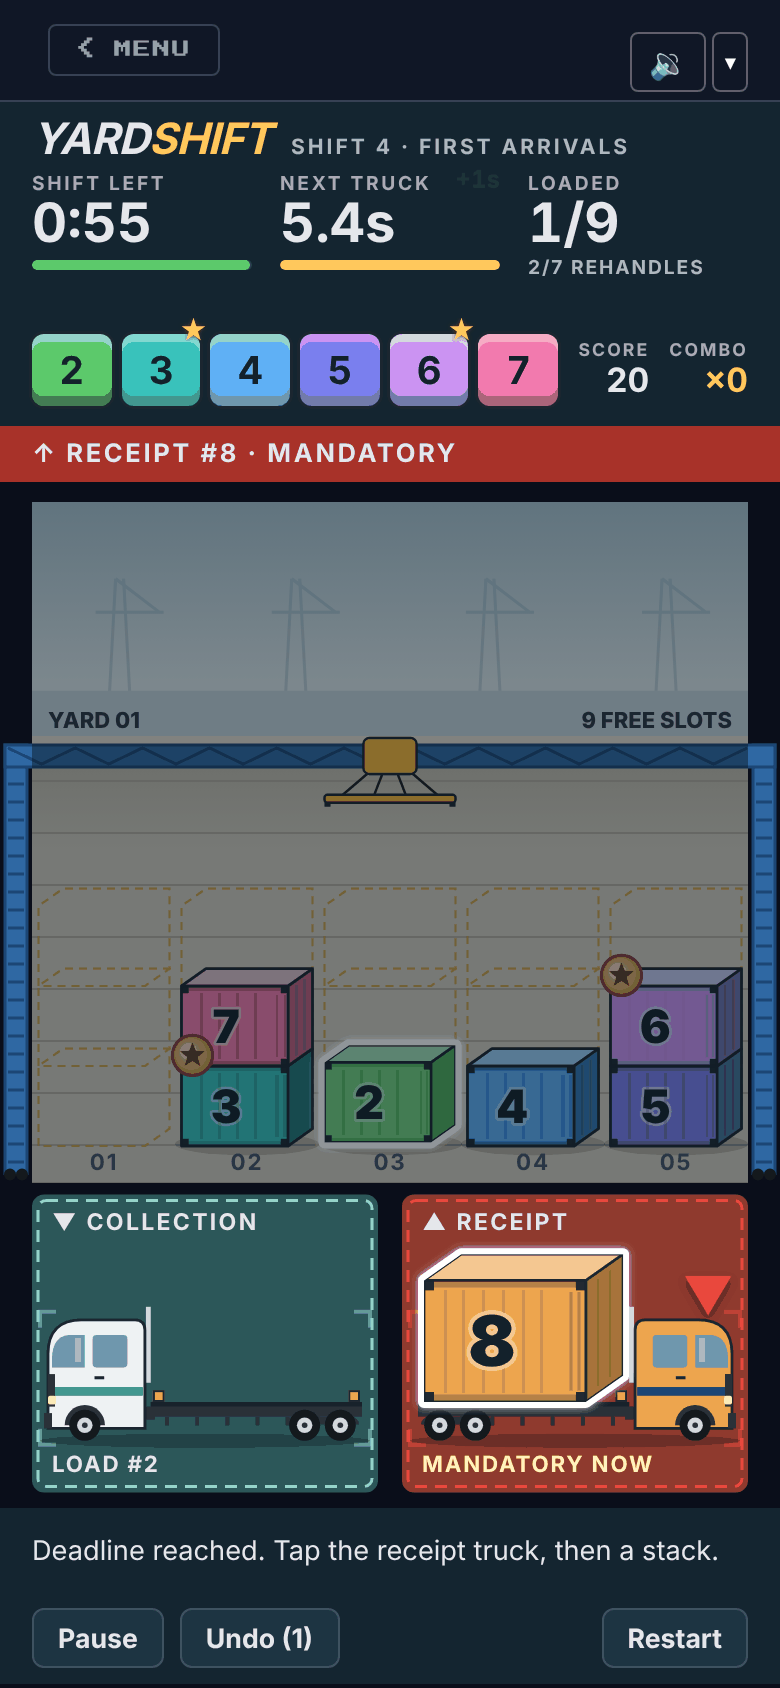 MENU
▼
YARDSHIFT SHIFT 4 · FIRST ARRIVALS
SHIFT LEFT NEXT TRUCK +1s LOADED
0:55 5.4s 1/9
2/7 REHANDLES
2 3 4 5 6 7
SCORE COMBO
20 ×0
↑ RECEIPT #8 · MANDATORY
YARD 01 9 FREE SLOTS
7 6
3 2 4 5
01 02 03 04 05
▼ COLLECTION
LOAD #2
▲ RECEIPT
8
MANDATORY NOW
Deadline reached. Tap the receipt truck, then a stack.
Pause Undo (1) Restart